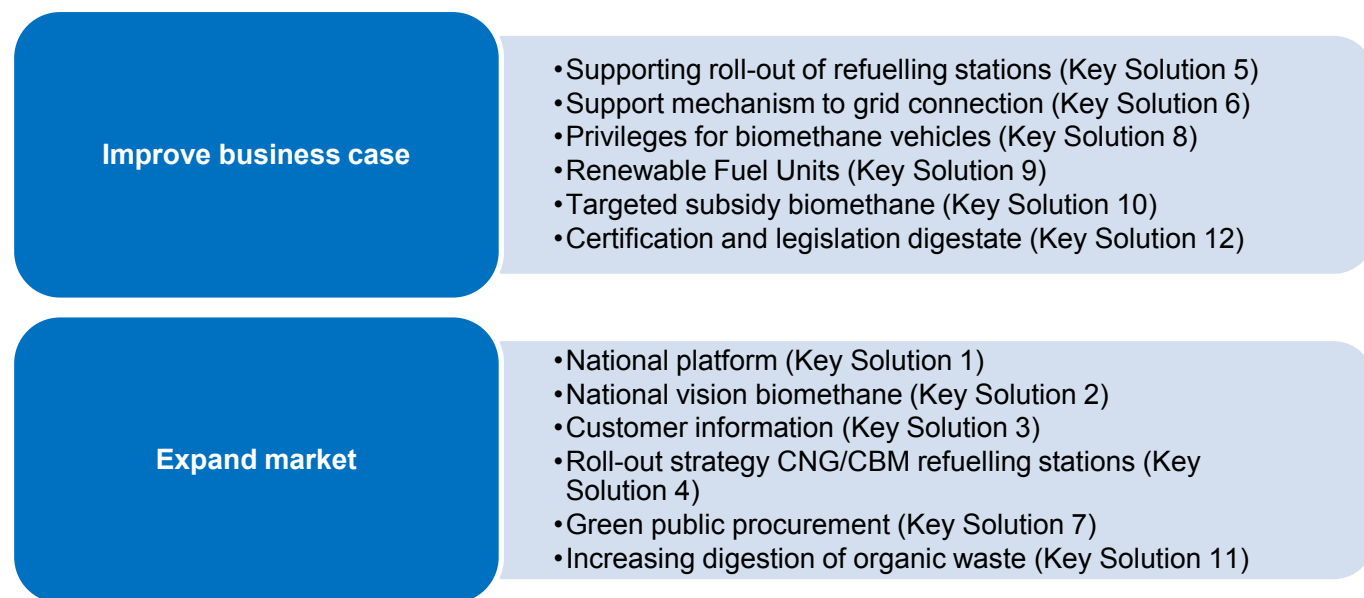 Improve business case
•Supporting roll-out of refuelling stations (Key Solution 5)
•Support mechanism to grid connection (Key Solution 6)
•Privileges for biomethane vehicles (Key Solution 8)
•Renewable Fuel Units (Key Solution 9)
•Targeted subsidy biomethane (Key Solution 10)
•Certification and legislation digestate (Key Solution 12)
Expand market
•National platform (Key Solution 1)
•National vision biomethane (Key Solution 2)
•Customer information (Key Solution 3)
•Roll-out strategy CNG/CBM refuelling stations (Key
Solution 4)
•Green public procurement (Key Solution 7)
•Increasing digestion of organic waste (Key Solution 11)